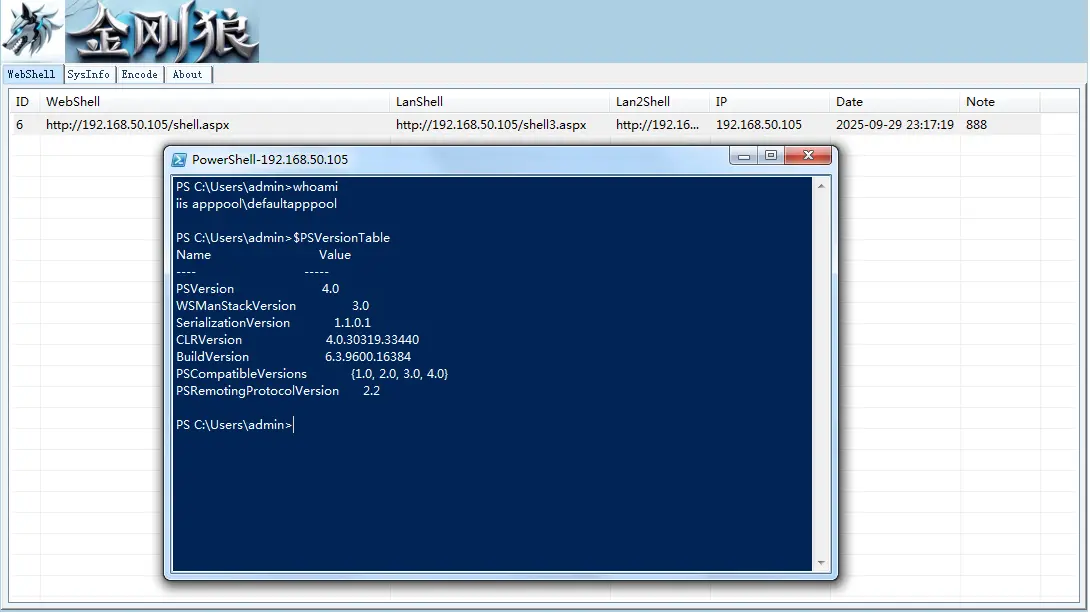 金刚狼
WebShell SysInfo Encode About
ID WebShell LanShell Lan2Shell IP Date Note
6 http://192.168.50.105/shell.aspx http://192.168.50.105/shell3.aspx http://192.16... 192.168.50.105 2025-09-29 23:17:19 888
PowerShell-192.168.50.105
PS C:\Users\admin>whoami
iis apppool\defaultapppool
PS C:\Users\admin>$PSVersionTable
Name Value
---- -----
PSVersion 4.0
WSManStackVersion 3.0
SerializationVersion 1.1.0.1
CLRVersion 4.0.30319.33440
BuildVersion 6.3.9600.16384
PSCompatibleVersions {1.0, 2.0, 3.0, 4.0}
PSRemotingProtocolVersion 2.2
PS C:\Users\admin>